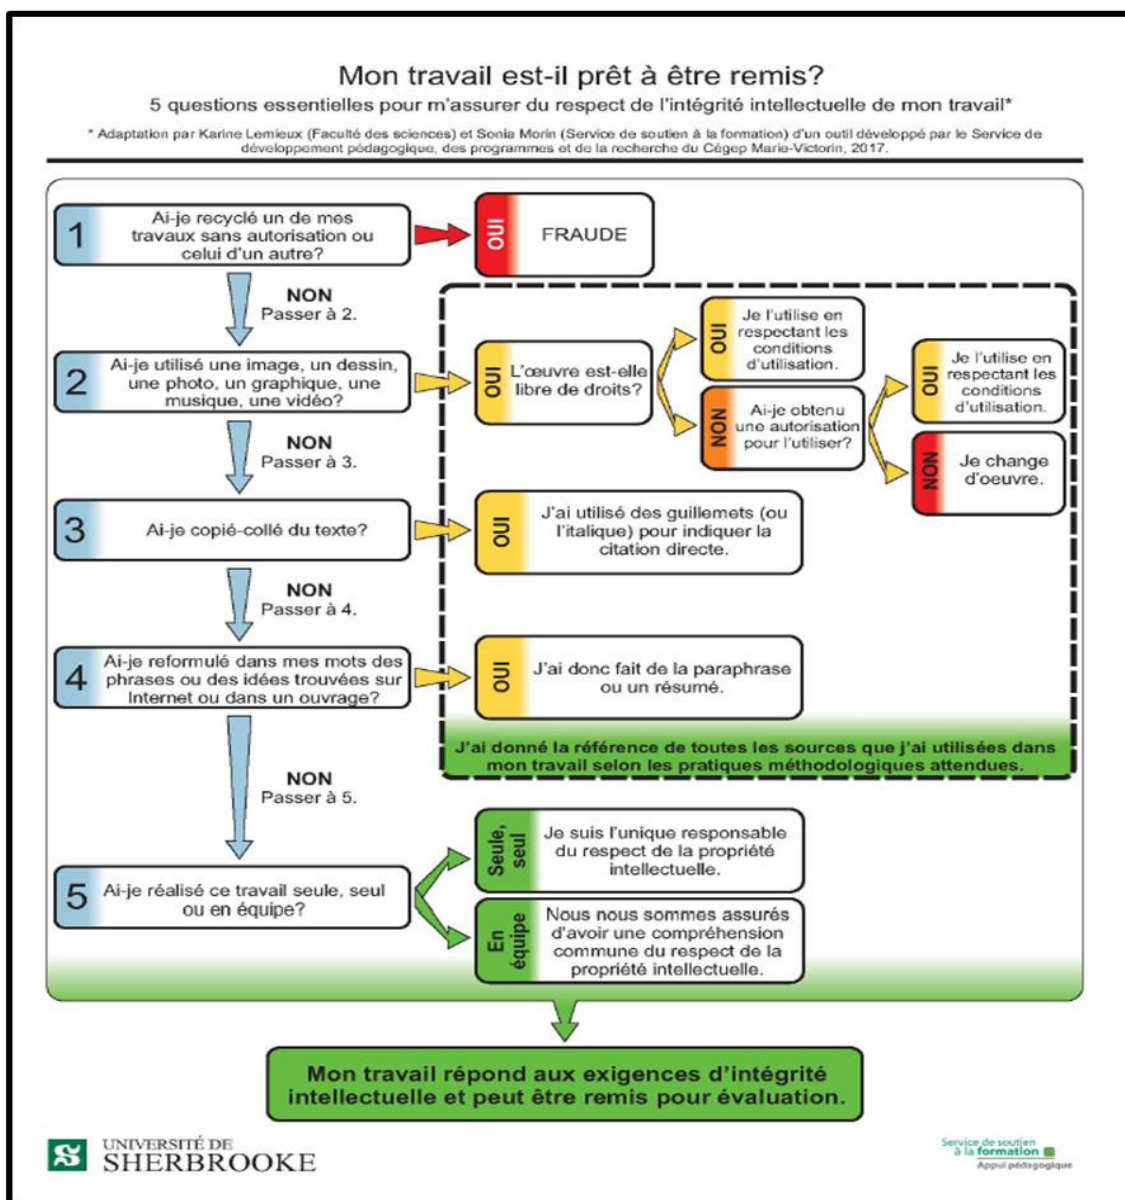 Mon travail est-il prêt à être remis?
5 questions essentielles pour m'assurer du respect de l'intégrité intellectuelle de mon travail*
* Adaptation par Karine Lemieux (Faculté des sciences) et Sonia Morin (Service de soutien à la formation) d'un outil développé par le Service de
développement pédagogique, des programmes et de la recherche du Cégep Marie-Victorin, 2017.
1
Ai-je recyclé un de mes
travaux sans autorisation ou
celui d'un autre?
OUI
FRAUDE
NON
Passer à 2.
2
Ai-je utilisé une image, un dessin,
une photo, un graphique, une
musique, une vidéo?
OUI
L'œuvre est-elle
libre de droits?
OUI
Je l'utilise en
respectant les
conditions
d'utilisation.
NON
Ai-je obtenu
une autorisation
pour l'utiliser?
OUI
Je l'utilise en
respectant les
conditions
d'utilisation.
NON
Je change
d'oeuvre.
NON
Passer à 3.
3
Ai-je copié-collé du texte?
OUI
J'ai utilisé des guillemets (ou
l'italique) pour indiquer la
citation directe.
NON
Passer à 4.
4
Ai-je reformulé dans mes mots des
phrases ou des idées trouvées sur
Internet ou dans un ouvrage?
OUI
J'ai donc fait de la paraphrase
ou un résumé.
J'ai donné la référence de toutes les sources que j'ai utilisées dans
mon travail selon les pratiques méthodologiques attendues.
NON
Passer à 5.
5
Ai-je réalisé ce travail seule, seul
ou en équipe?
Seule,
seul
Je suis l'unique responsable
du respect de la propriété
intellectuelle.
En
équipe
Nous nous sommes assurés
d'avoir une compréhension
commune du respect de la
propriété intellectuelle.
Mon travail répond aux exigences d'intégrité
intellectuelle et peut être remis pour évaluation.
UNIVERSITÉ DE
SHERBROOKE
Service de soutien
à la formation
Appui pédagogique